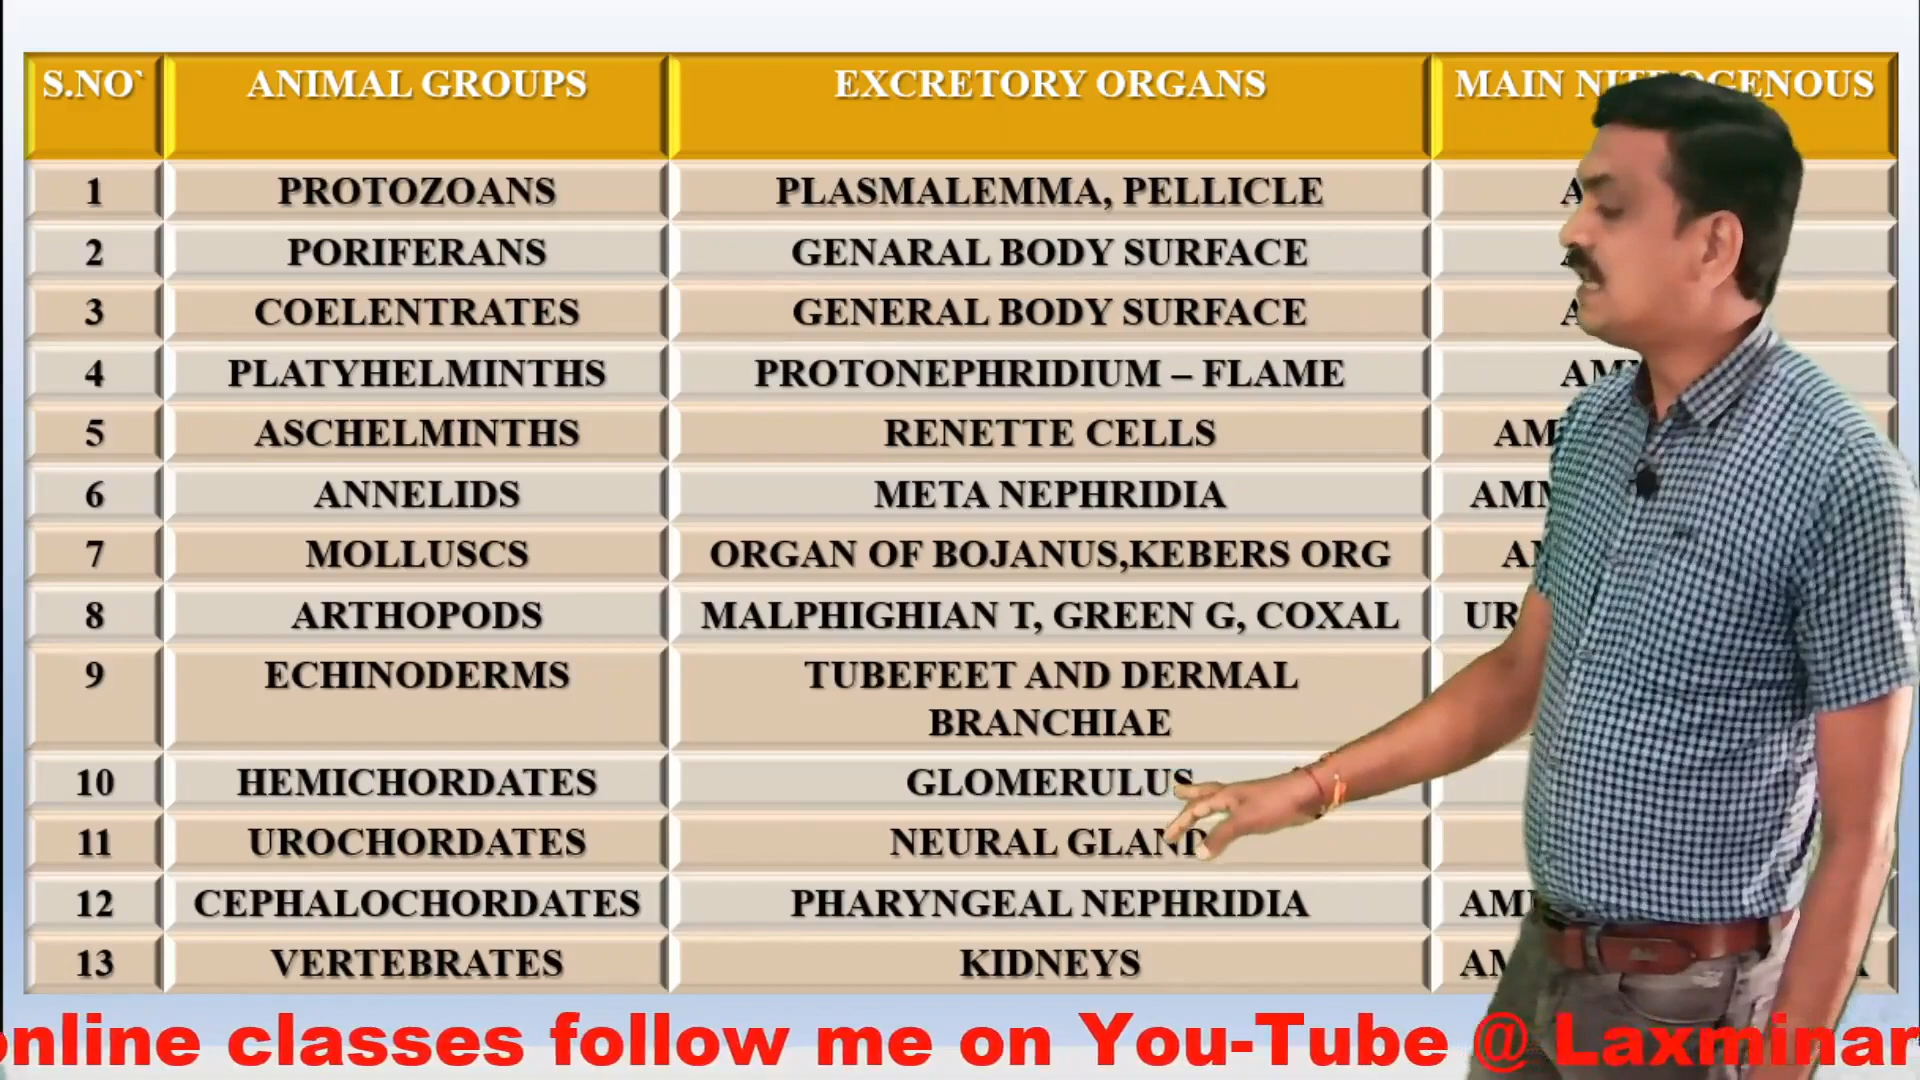 S.NO` ANIMAL GROUPS EXCRETORY ORGANS MAIN
1 PROTOZOANS PLASMALEMMA, PELLICLE
2 PORIFERANS GENARAL BODY SURFACE
3 COELENTRATES GENERAL BODY SURFACE
4 PLATYHELMINTHS PROTONEPHRIDIUM – FLAME
5 ASCHELMINTHS RENETTE CELLS
6 ANNELIDS META NEPHRIDIA
7 MOLLUSCS ORGAN OF BOJANUS,KEBERS ORG
8 ARTHOPODS MALPHIGHIAN T, GREEN G, COXAL
9 ECHINODERMS TUBEFEET AND DERMAL
BRANCHIAE
10 HEMICHORDATES GLOMERULUS
11 UROCHORDATES NEURAL GLAND
12 CEPHALOCHORDATES PHARYNGEAL NEPHRIDIA
13 VERTEBRATES KIDNEYS
nline classes follow me on You-Tube @ Laxminar